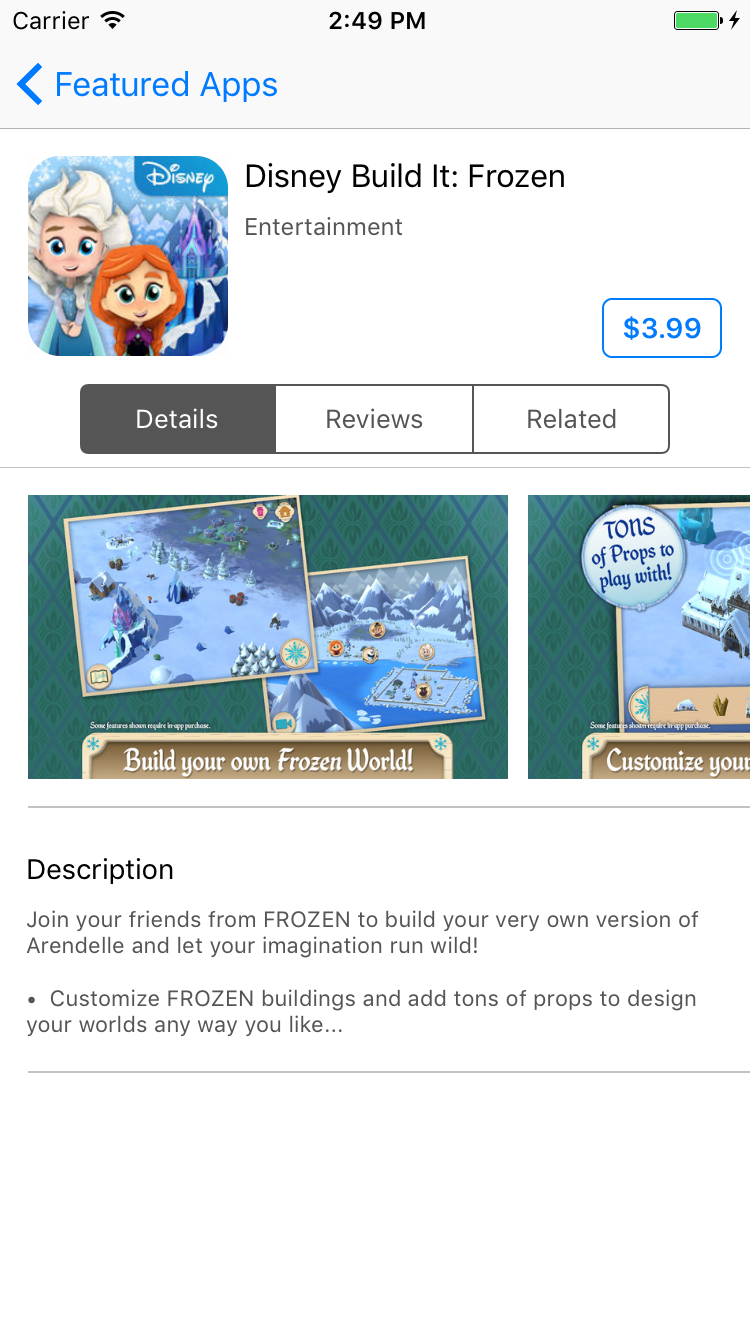 Carrier 2:49 PM
Featured Apps
Disney
Disney Build It: Frozen
Entertainment
$3.99
Details Reviews Related
Some features shown require in-app purchase.
Build your own Frozen World!
TONS
of Props to
play with!
Some features shown require in-app purchase.
Customize your
Description
Join your friends from FROZEN to build your very own version of
Arendelle and let your imagination run wild!
• Customize FROZEN buildings and add tons of props to design
your worlds any way you like...